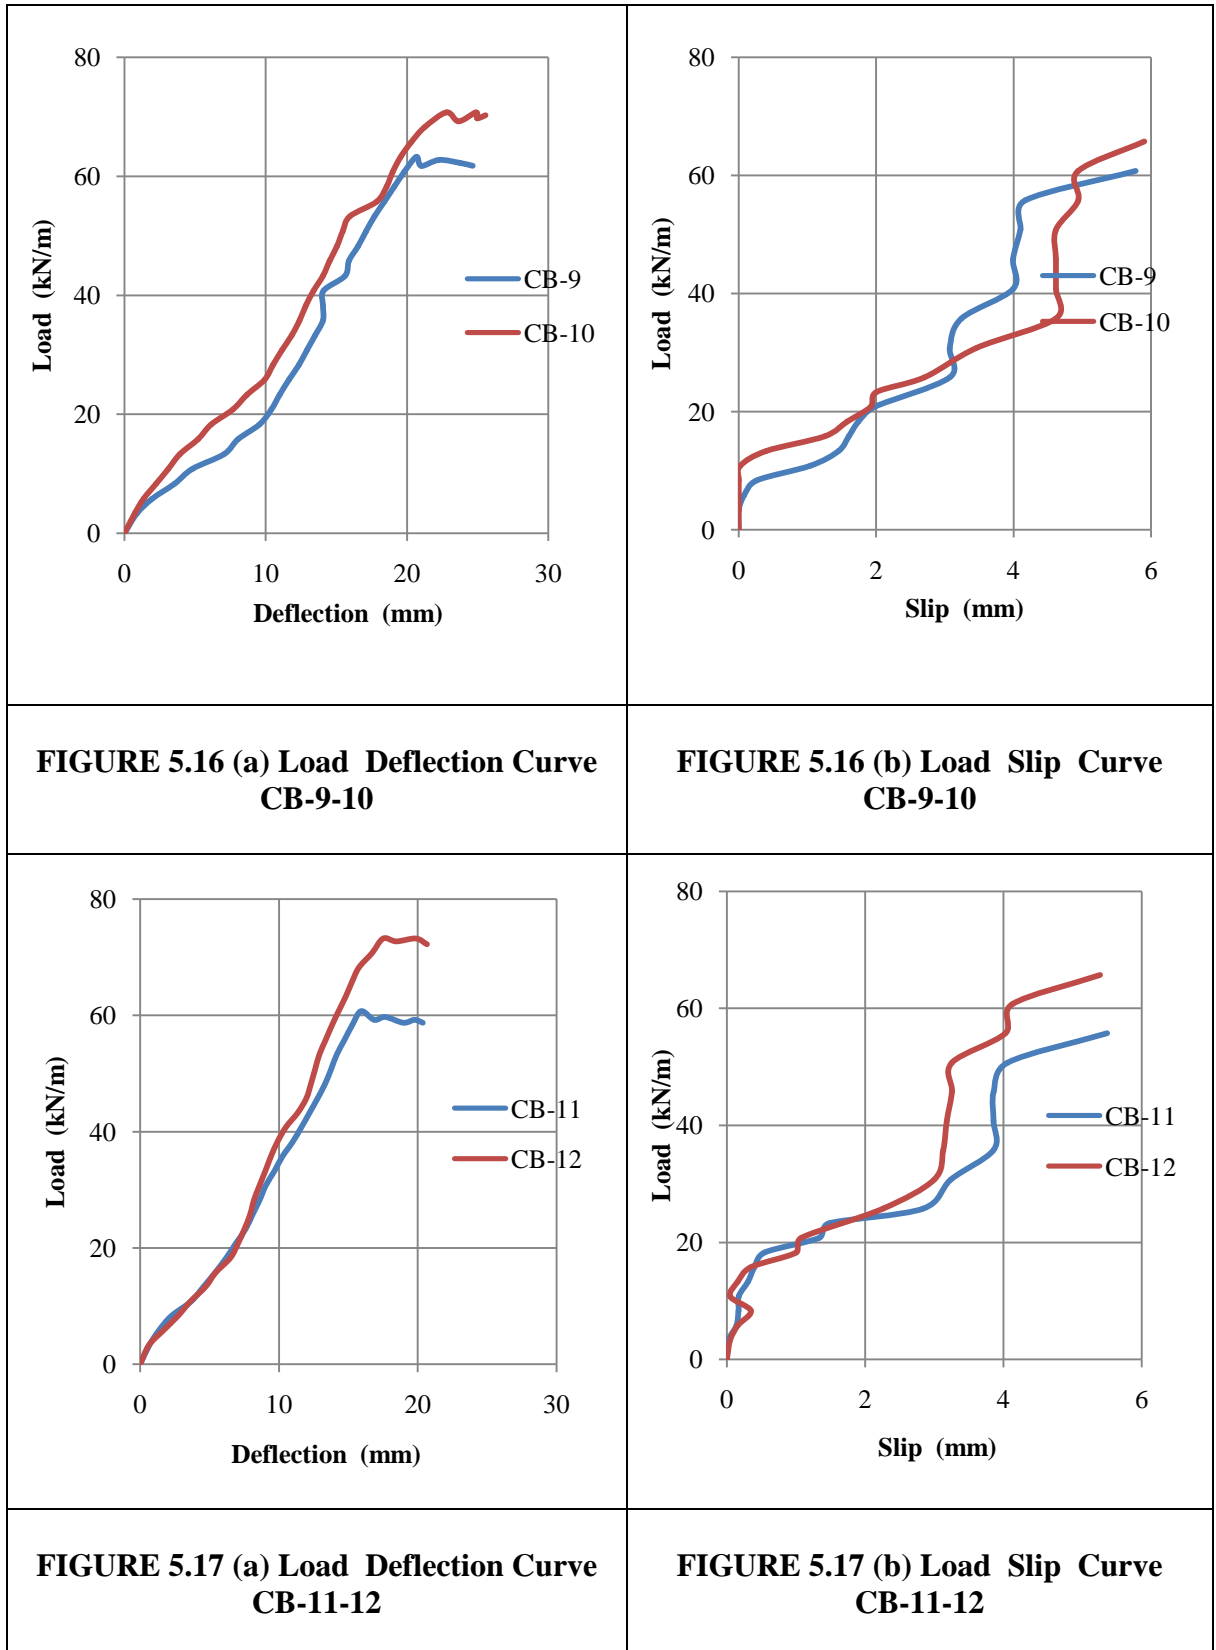 80
60
40
20
0
0 10 20 30
Load (kN/m)
Deflection (mm)
CB-9
CB-10
80
60
40
20
0
0 2 4 6
Load (kN/m)
Slip (mm)
CB-9
CB-10
FIGURE 5.16 (a) Load Deflection Curve
CB-9-10
FIGURE 5.16 (b) Load Slip Curve
CB-9-10
80
60
40
20
0
0 10 20 30
Load (kN/m)
Deflection (mm)
CB-11
CB-12
80
60
40
20
0
0 2 4 6
Load (kN/m)
Slip (mm)
CB-11
CB-12
FIGURE 5.17 (a) Load Deflection Curve
CB-11-12
FIGURE 5.17 (b) Load Slip Curve
CB-11-12